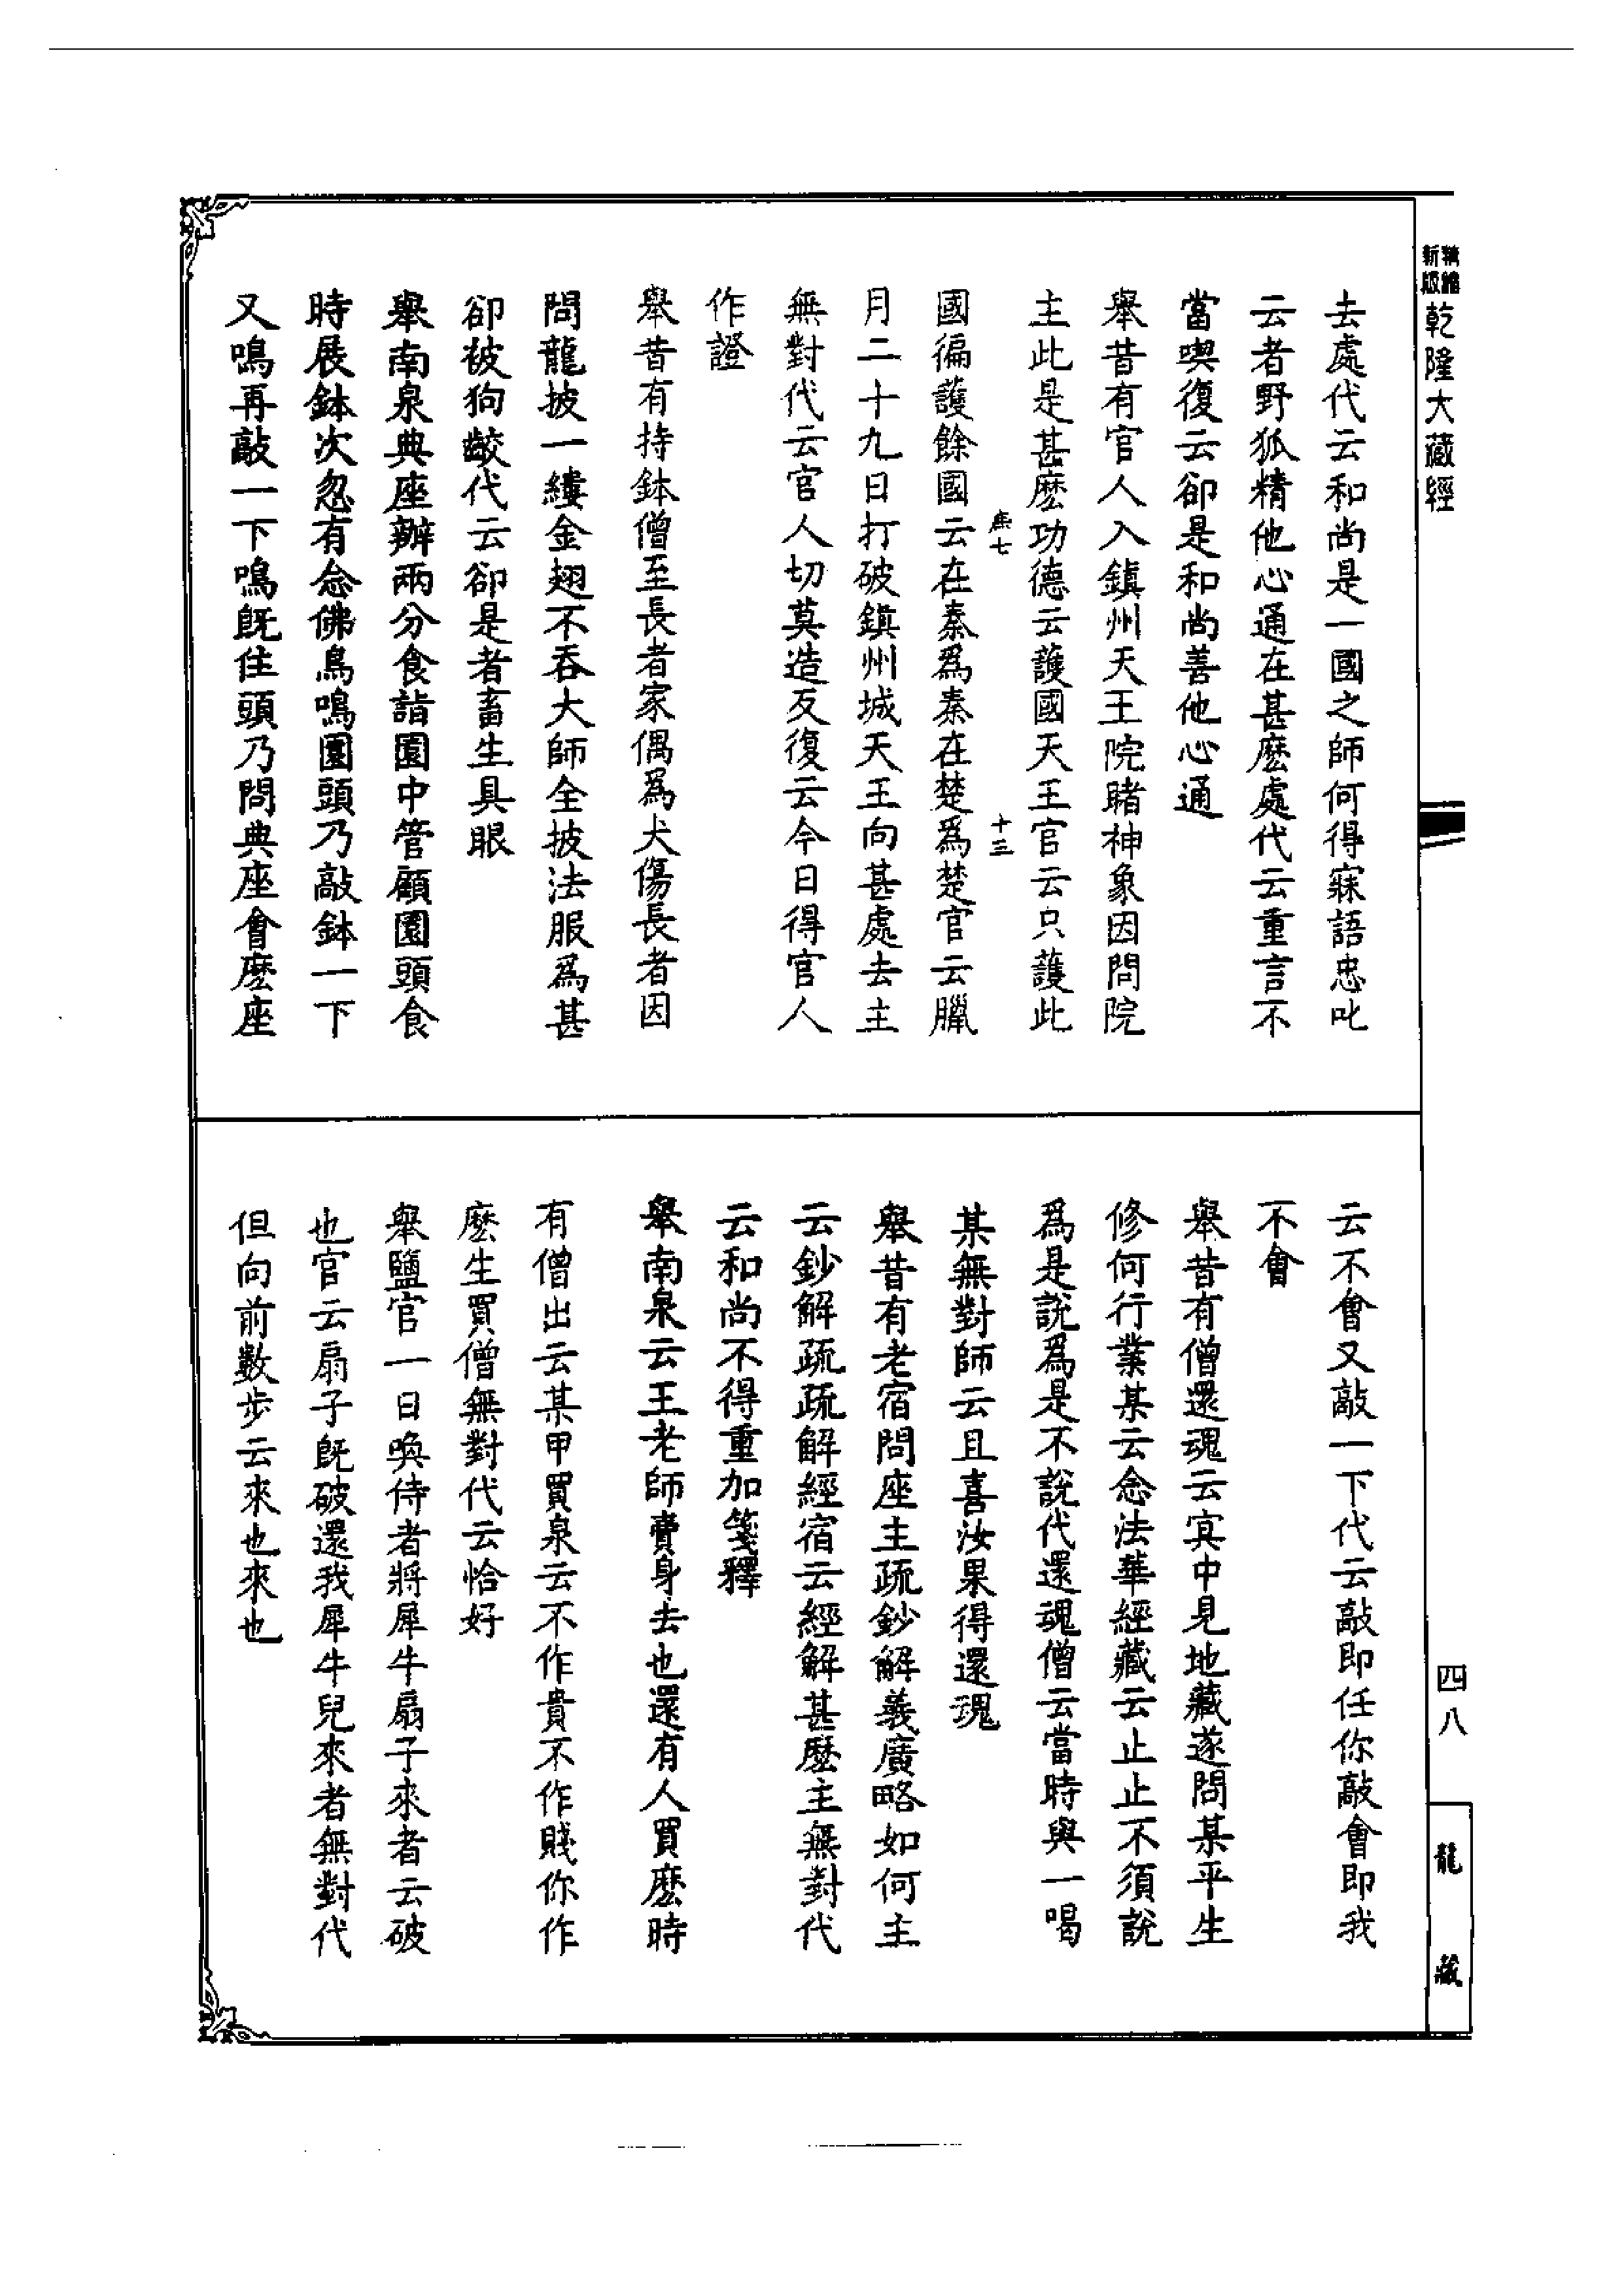 新版
精縮
乾隆大藏經
去處代云和尚是一國之師何得寐語忠叱
云者野狐精他心通在甚麽處代云重言不
當喫復云卻是和尚善他心通
舉昔有官人入鎮州天王院睹神象因問院
主此是甚麽功德云護國天王官云只護此
國徧護餘國云在秦爲秦在楚爲楚官云臘
月二十九日打破鎮州城天王向甚處去主
無對代云官人切莫造反復云今日得官人
作證
舉昔有持鉢僧至長者家偶爲犬傷長者因
問龍披一縷金翅不吞大師全披法服爲甚
卻被狗齩代云卻是者畜生具眼
舉南泉典座辦兩分食詣園中管顧園頭食
時展鉢次忽有念佛鳥鳴園頭乃敲鉢一下
又鳴再敲一下鳴既住頭乃問典座會麽座
七
十三
云不會又敲一下代云敲即任你敲會即我
不會
舉昔有僧還魂云寘中見地藏遂問某平生
修何行業某云念法華經藏云止止不須說
爲是說爲是不說代還魂僧云當時與一喝
某無對師云且喜汝果得還魂
舉昔有老宿問座主疏鈔解義廣略如何主
云鈔解疏疏解經宿云經解甚麽主無對代
云和尚不得重加箋釋
舉南泉云王老師賣身去也還有人買麽時
有僧出云某甲買泉云不作貴不作賤你作
麽生買僧無對代云恰好
舉鹽官一日喚侍者將犀牛扇子來者云破
也官云扇子既破還我犀牛兒來者無對代
但向前數步云來也來也
四八
龍藏